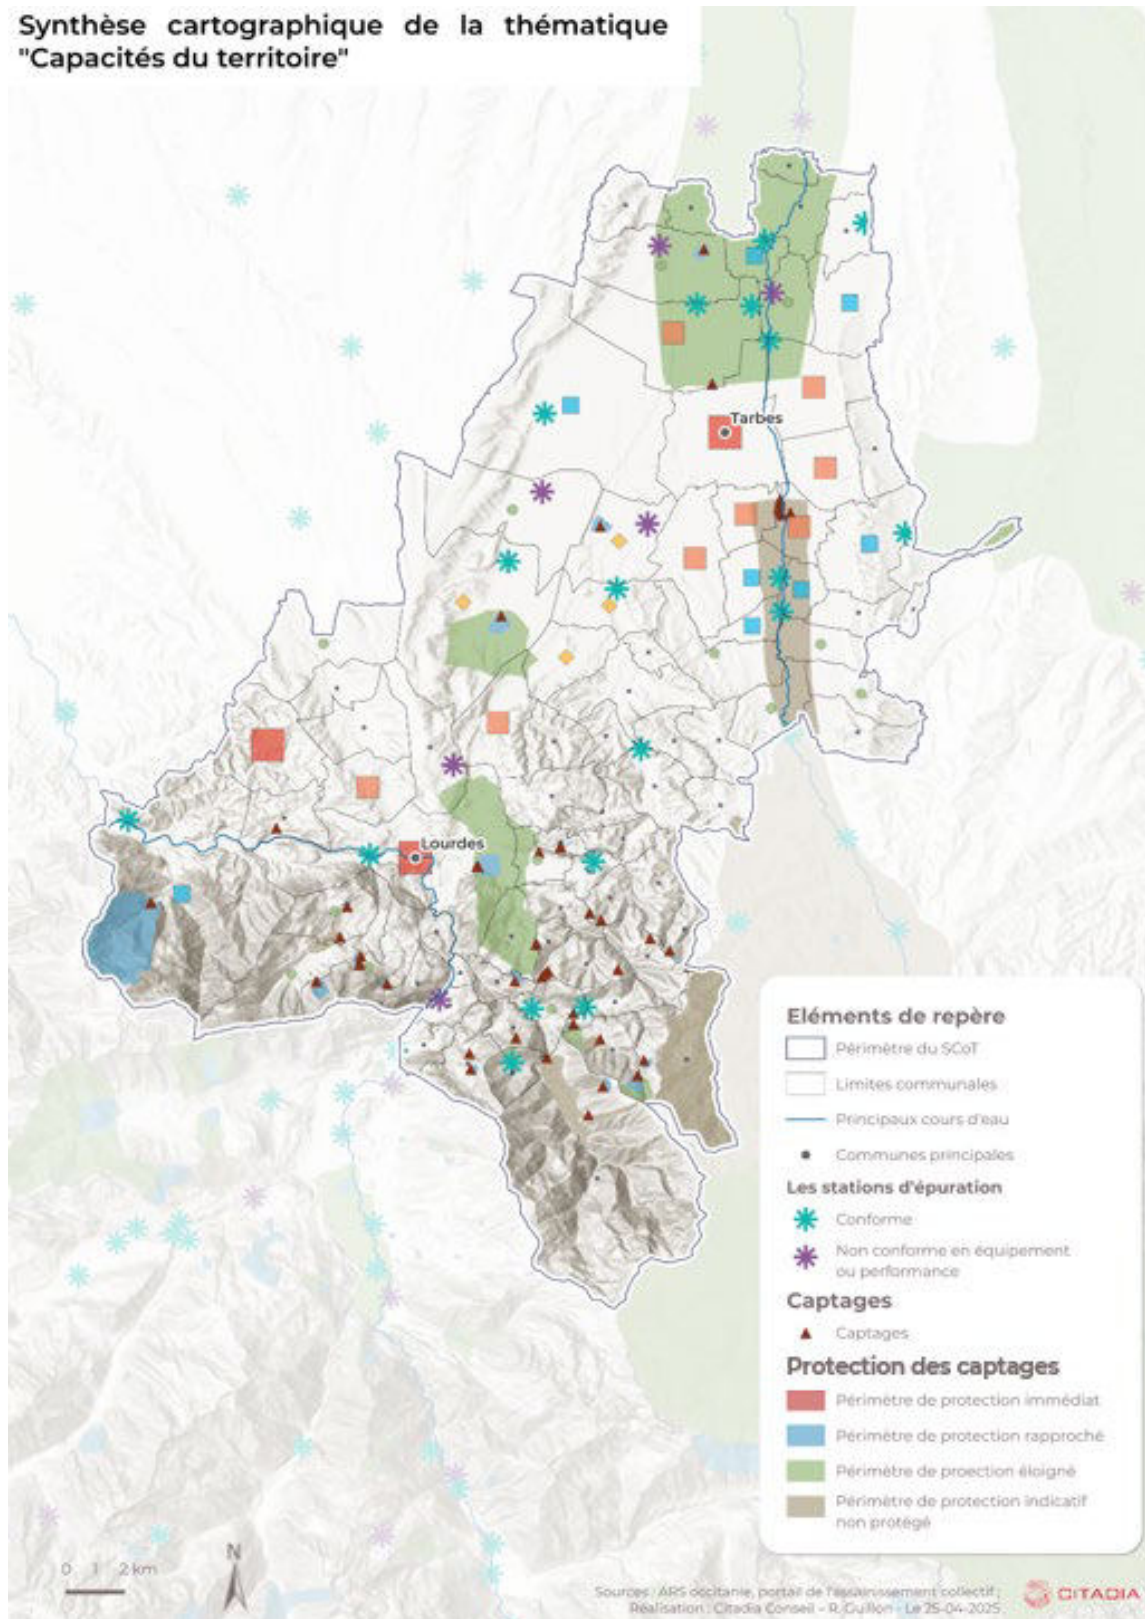 Synthèse cartographique de la thématique
"Capacités du territoire"
Tarbes
Lourdes
Eléments de repère
Périmètre du SCoT
Limites communales
Principaux cours d'eau
Communes principales
Les stations d'épuration
Conforme
Non conforme en équipement
ou performance
Captages
Captages
Protection des captages
Périmètre de protection immédiat
Périmètre de protection rapproché
Périmètre de proection éloigné
Périmètre de protection indicatif
non protégé
N
0 1 2 km
Sources : ARS occitanie, portail de l'assainissement collectif ;
Réalisation : Citadia Conseil - R. Guillon - Le 25-04-2025
CITADIA